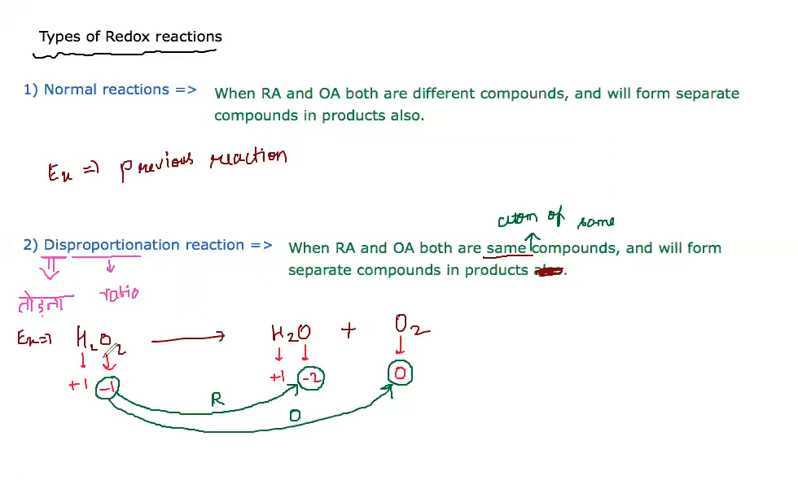 Types of Redox reactions
1) Normal reactions => When RA and OA both are different compounds, and will form separate
compounds in products also.
Ex => Previous reaction
atom of same
2) Disproportionation reaction => When RA and OA both are same compounds, and will form
separate compounds in products also.
तोड़ना ratio
Ex=> H2O2 → H2O + O2
+1 -1 +1 -2 0
R
O